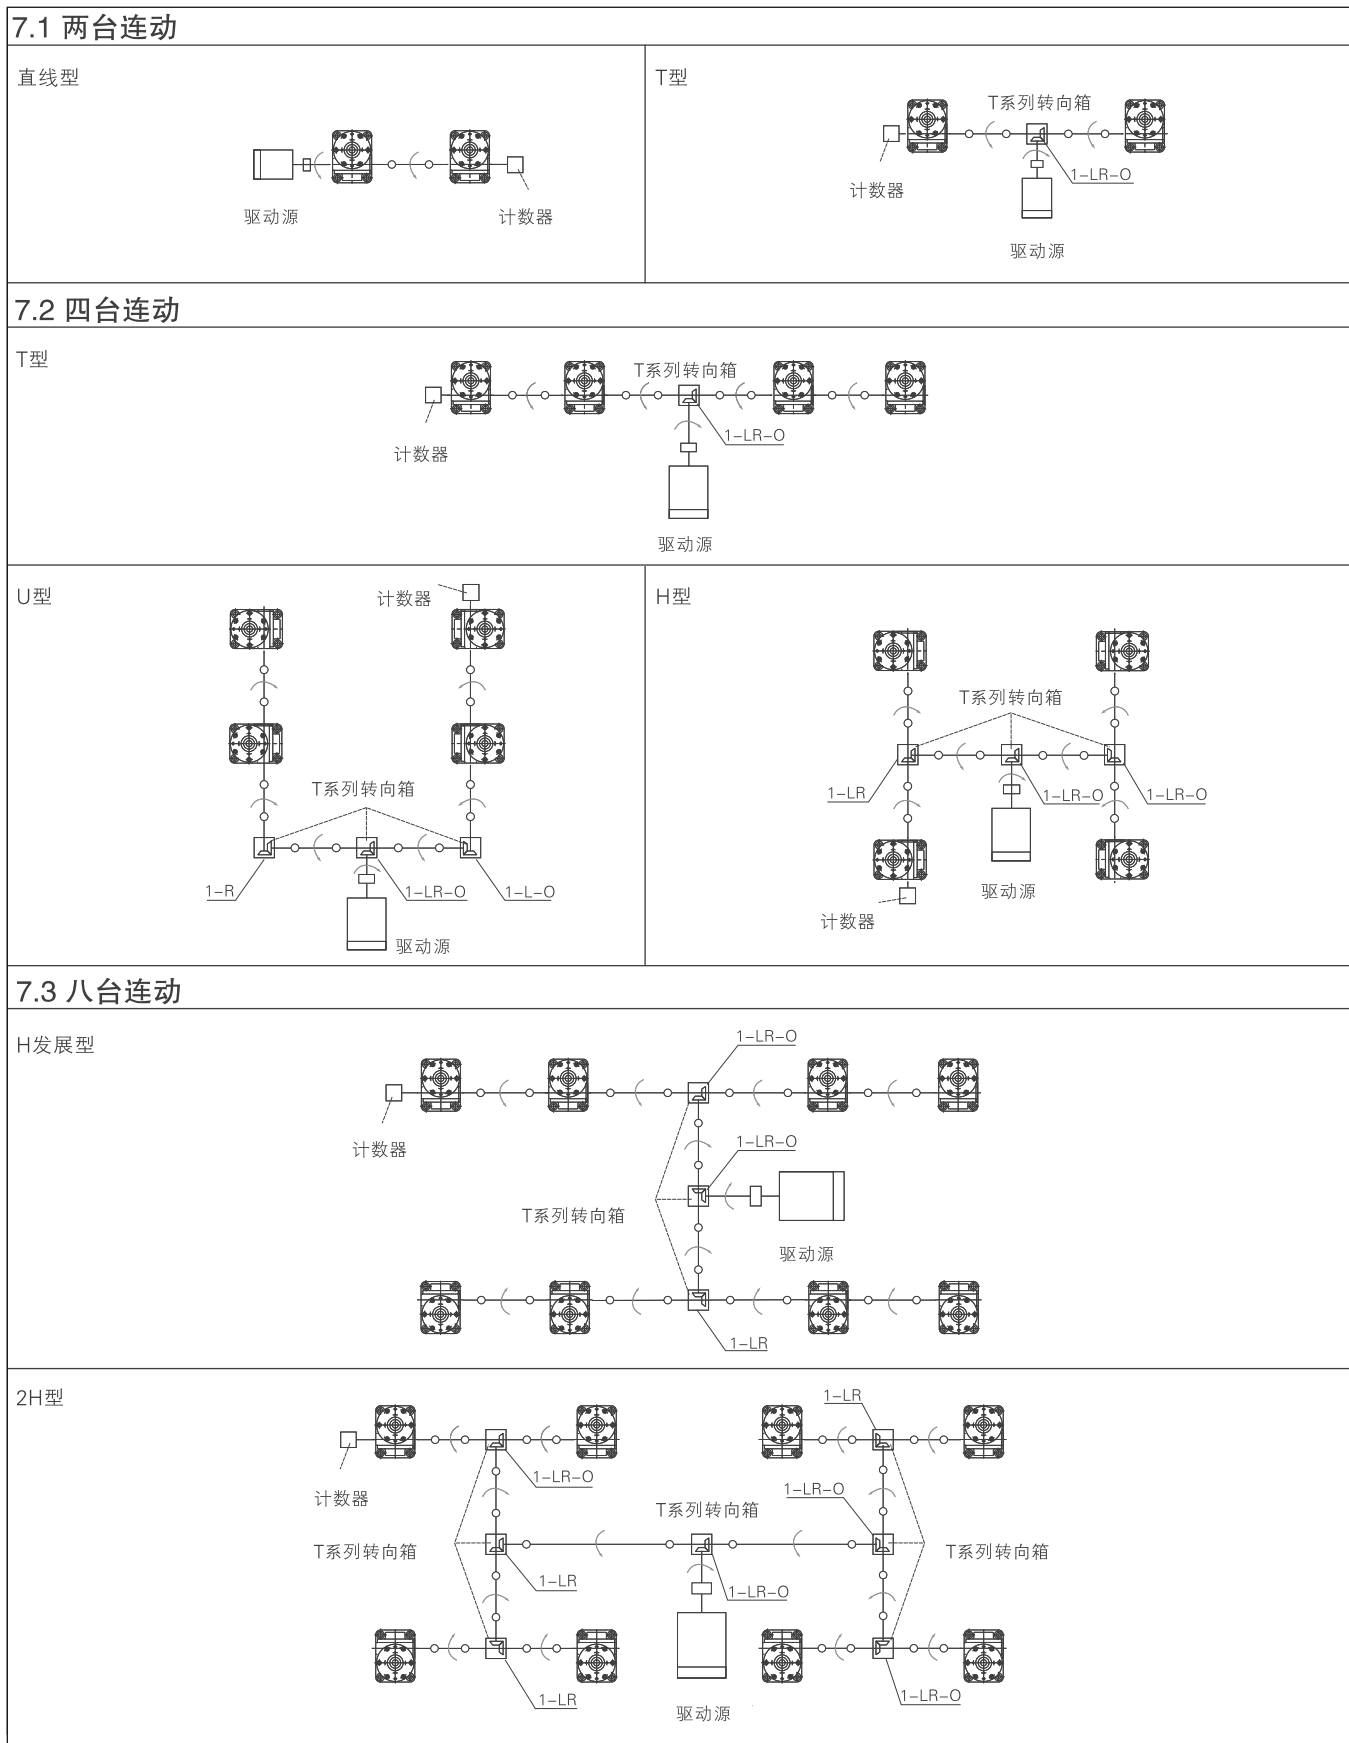 7.1 两台连动
直线型
驱动源
计数器
T型
T系列转向箱
1-LR-O
计数器
驱动源
7.2 四台连动
T型
T系列转向箱
1-LR-O
计数器
驱动源
U型
计数器
T系列转向箱
1-R
1-LR-O
1-L-O
驱动源
H型
T系列转向箱
1-LR
1-LR-O
1-LR-O
驱动源
计数器
7.3 八台连动
H发展型
1-LR-O
计数器
1-LR-O
T系列转向箱
驱动源
1-LR
2H型
1-LR
1-LR-O
1-LR-O
计数器
T系列转向箱
T系列转向箱
T系列转向箱
1-LR
1-LR-O
1-LR
1-LR-O
驱动源